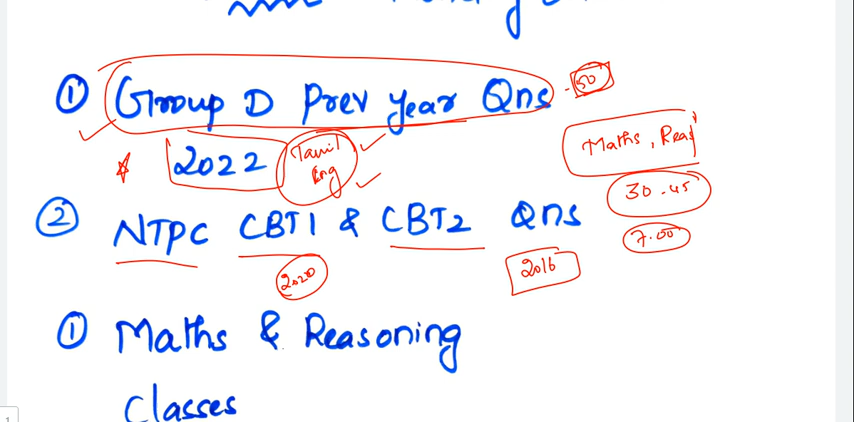 ① Group D Prev Year Qns - 50
2022 Tamil Eng
Maths, Reas
30-45
7.00
② NTPC CBT1 & CBT2 Qns
2020
2016
① Maths & Reasoning
Classes
1